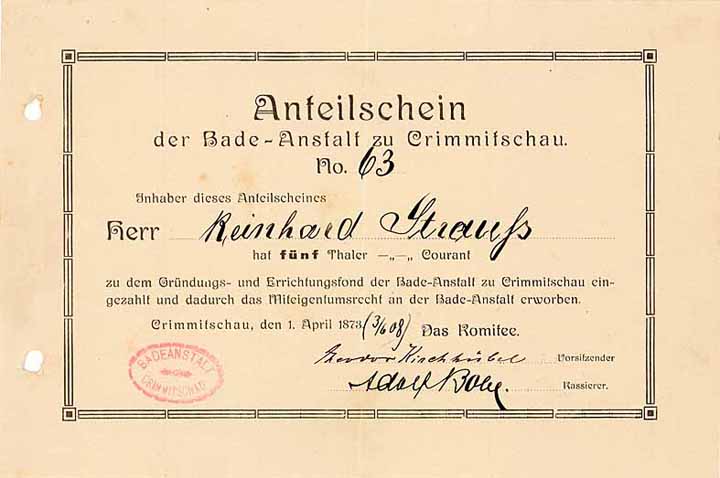 Anteilschein
der Bade-Anstalt zu Crimmitschau.
No. 63
Inhaber dieses Anteilscheines
Herr Reinhard Strauß
hat fünf Thaler —„—„ Courant
zu dem Gründungs- und Errichtungsfond der Bade-Anstalt zu Crimmitschau ein-
gezahlt und dadurch das Miteigentumsrecht an der Bade-Anstalt erworben.
Crimmitschau, den 1. April 1873 (3/6 08) Das Komitee.
Theodor Vorsitzender
Adolf Kassierer.
BADEANSTALT
CRIMMITSCHAU